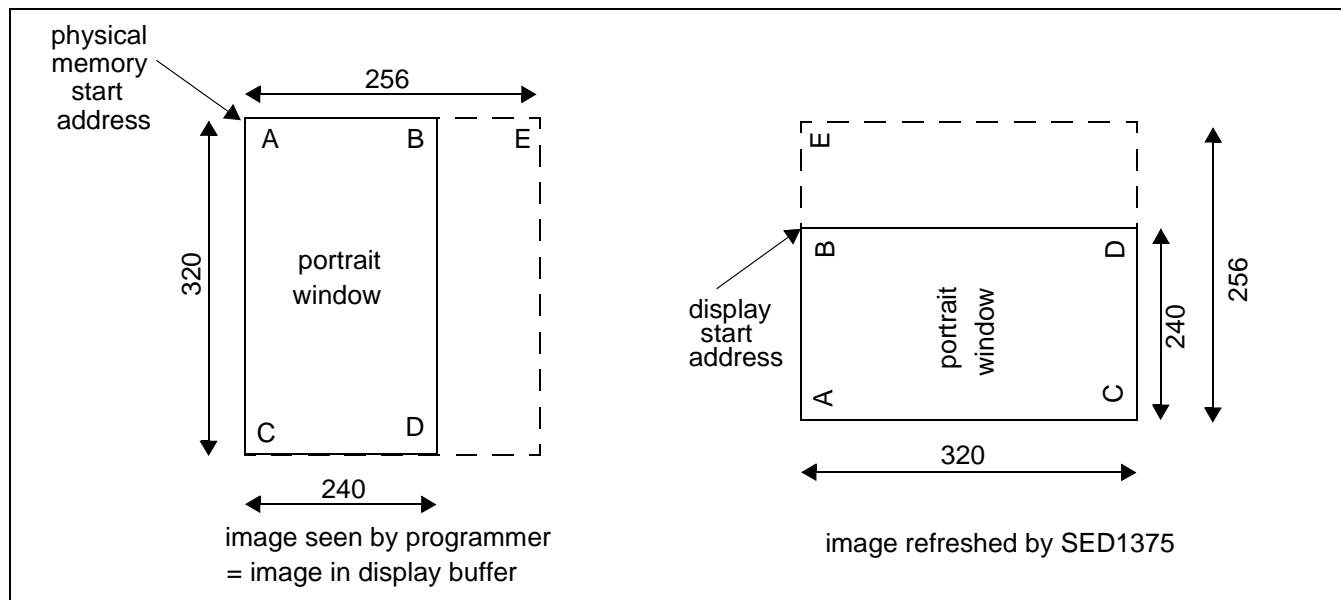 physical
memory
start
address
256
A
B
E
320
portrait
window
C
D
240
image seen by programmer
= image in display buffer
E
B
D
display
start
address
portrait
window
A
C
240
256
320
image refreshed by SED1375